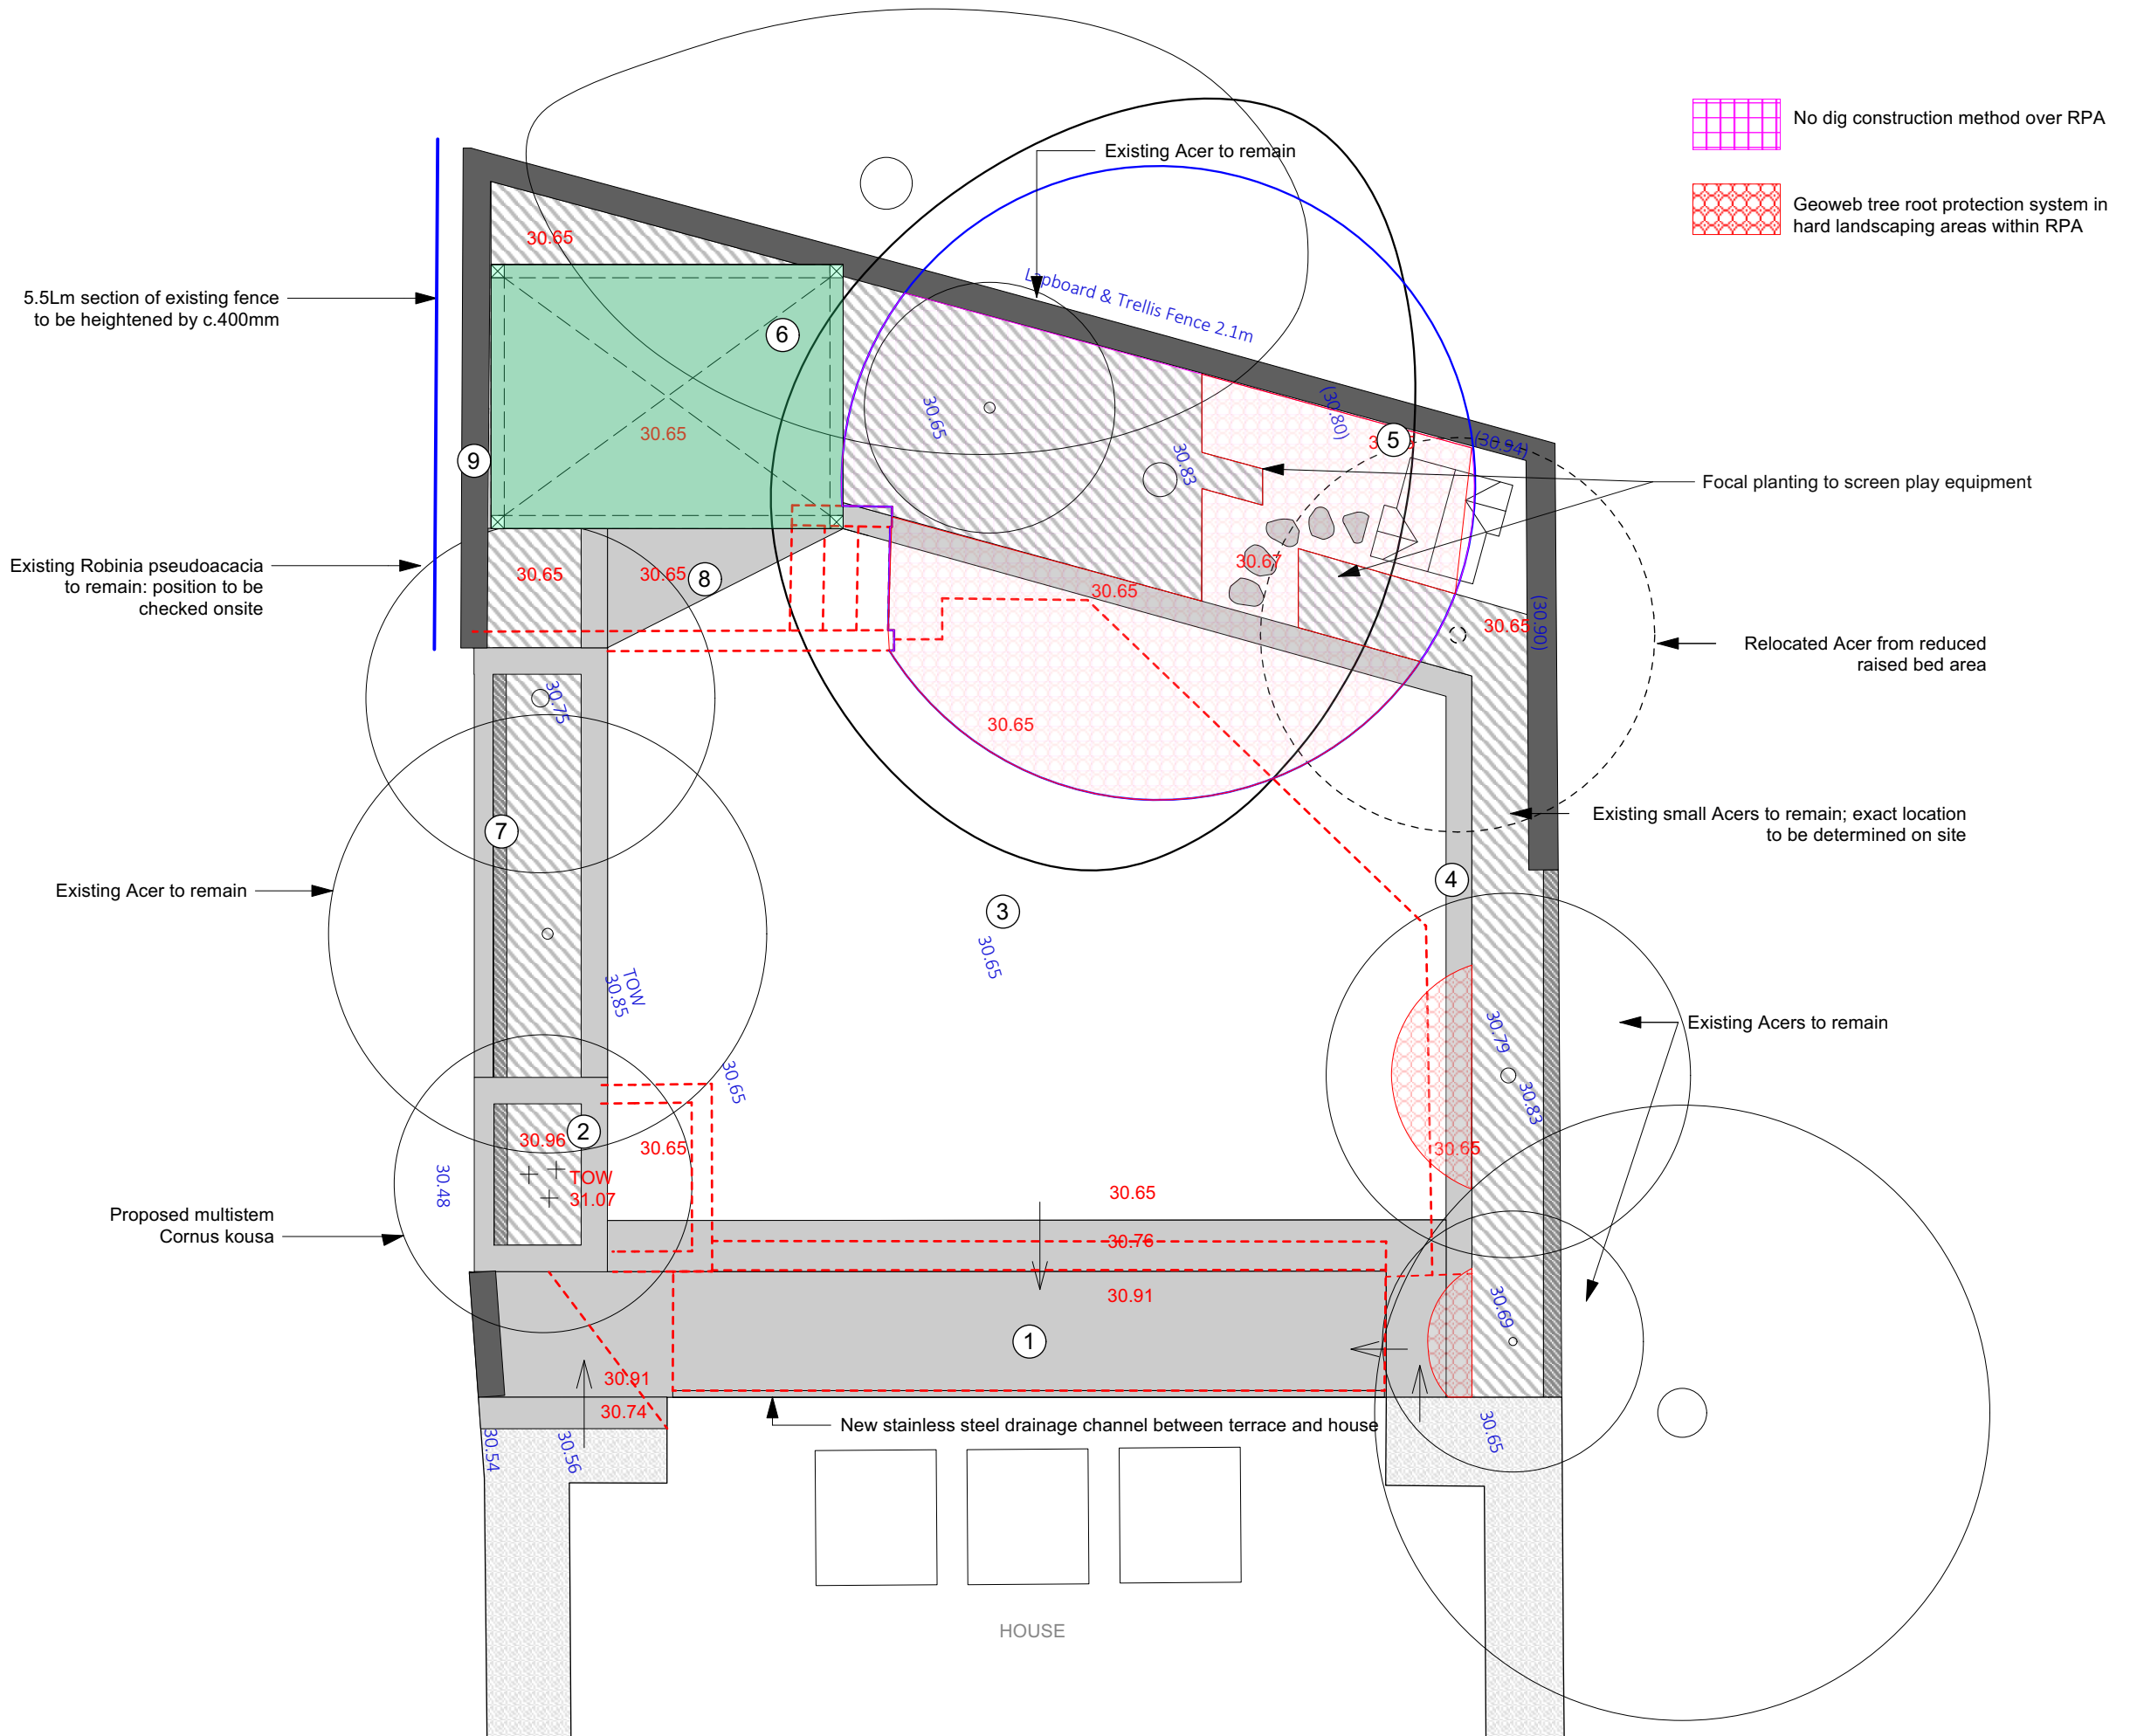 No dig construction method over RPA
Geoweb tree root protection system in
hard landscaping areas within RPA
Existing Acer to remain
30.65
Lapboard & Trellis Fence 2.1m
5.5Lm section of existing fence
to be heightened by c.400mm
6
30.65
30.65
(30.80)
5
(30.94)
9
30.83
Focal planting to screen play equipment
Existing Robinia pseudoacacia
to remain: position to be
checked onsite
30.65
30.65
8
30.67
30.65
30.65
(30.90)
Relocated Acer from reduced
raised bed area
30.75
30.65
7
Existing small Acers to remain; exact location
to be determined on site
Existing Acer to remain
4
3
30.65
TOW
30.85
30.79
Existing Acers to remain
30.65
30.83
2
30.96
30.65
30.65
30.48
TOW
31.07
30.65
Proposed multistem
Cornus kousa
30.76
30.91
30.69
1
30.91
30.74
New stainless steel drainage channel between terrace and house
30.54
30.56
30.65
HOUSE